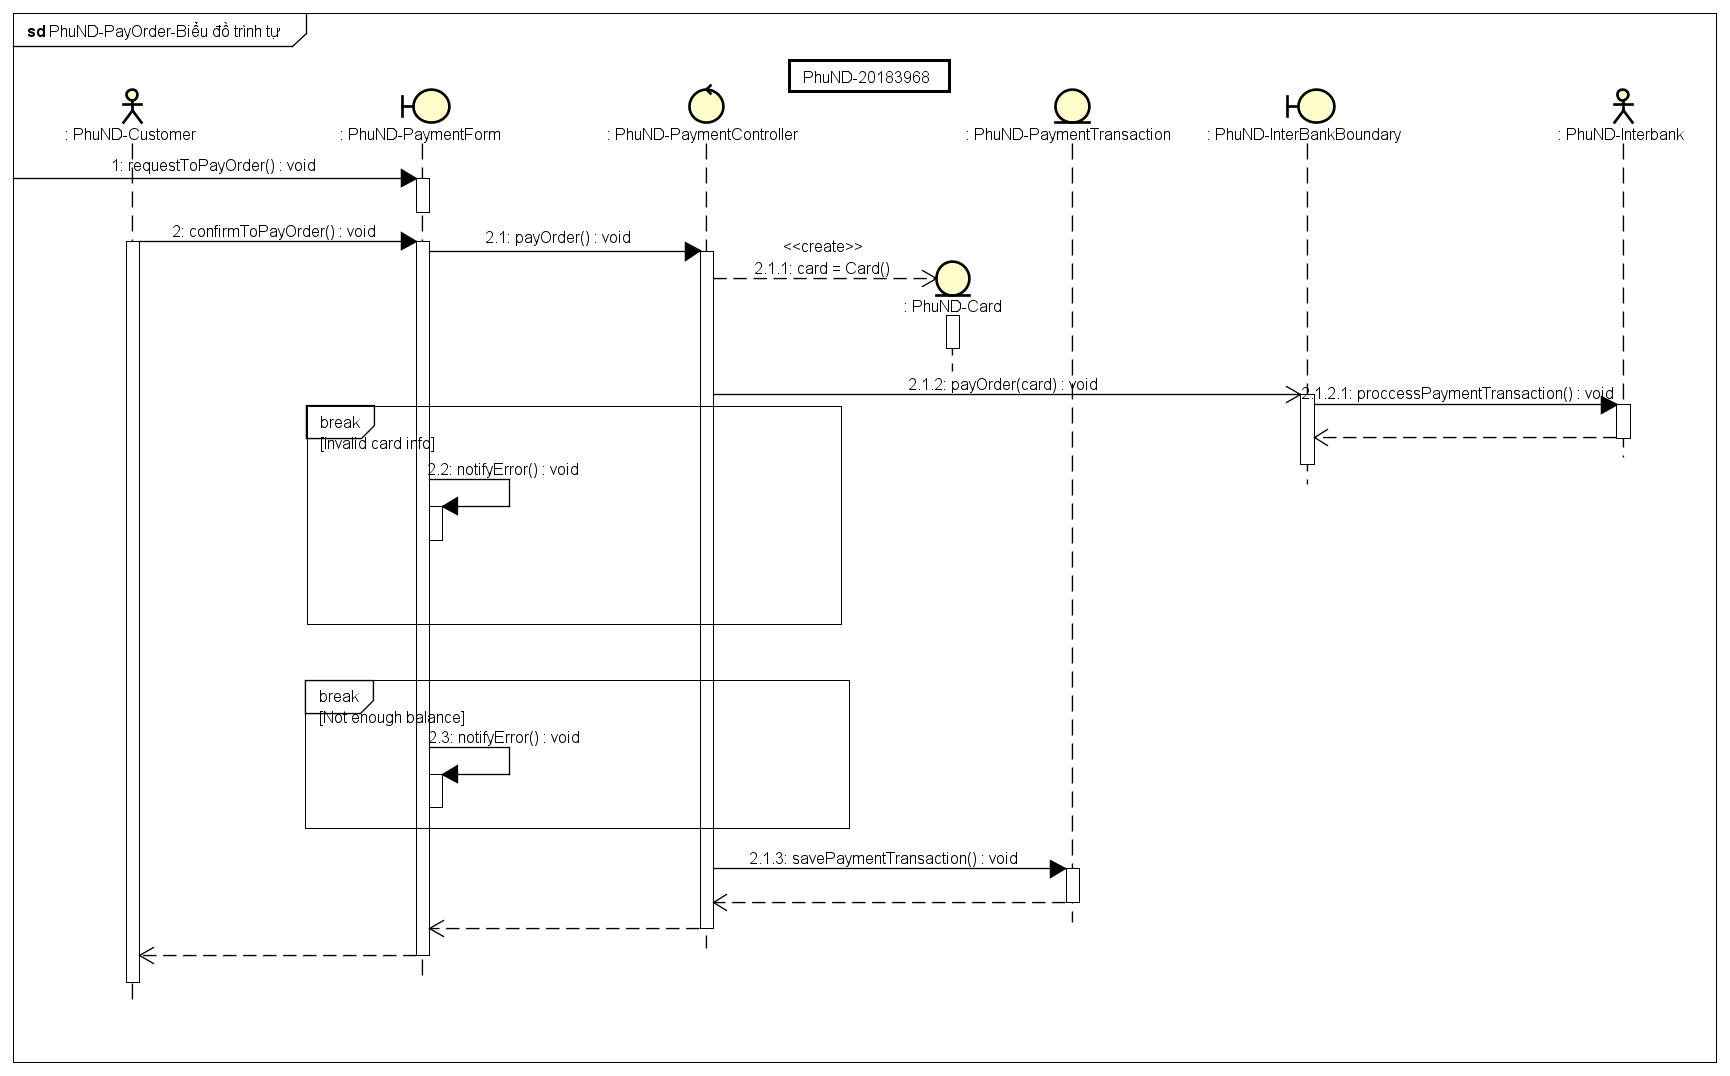 sd PhuND-PayOrder-Biểu đồ trình tự
PhuND-20183968
: PhuND-Customer
: PhuND-PaymentForm
: PhuND-PaymentController
: PhuND-PaymentTransaction
: PhuND-InterBankBoundary
: PhuND-Interbank
1: requestToPayOrder() : void
2: confirmToPayOrder() : void
2.1: payOrder() : void
<<create>>
2.1.1: card = Card()
: PhuND-Card
2.1.2: payOrder(card) : void
2.1.2.1: proccessPaymentTransaction() : void
break
[Invalid card info]
2.2: notifyError() : void
break
[Not enough balance]
2.3: notifyError() : void
2.1.3: savePaymentTransaction() : void